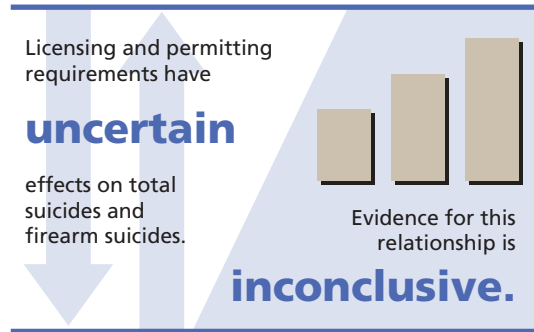 Licensing and permitting
requirements have
uncertain
effects on total
suicides and
firearm suicides.
Evidence for this
relationship is
inconclusive.